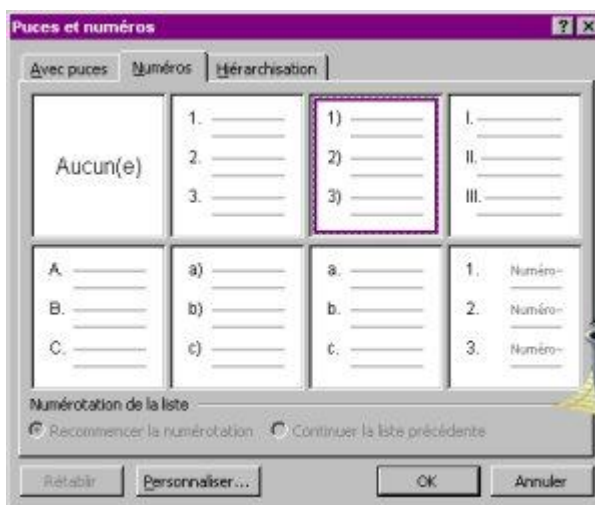 Puces et numéros
Avec puces Numéros Hiérarchisation
Aucun(e)
1.
2.
3.
1)
2)
3)
I.
II.
III.
A.
B.
C.
a)
b)
c)
a.
b.
c.
1. Numéro
2. Numéro
3. Numéro
Numérotation de la liste
Recommencer la numérotation Continuer la liste précédente
Rétablir Personnaliser... OK Annuler